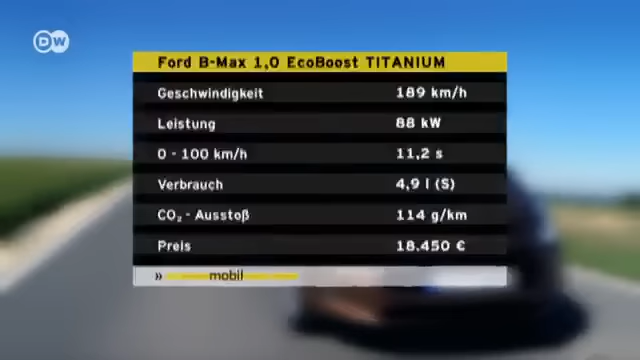 DW
Ford B-Max 1,0 EcoBoost TITANIUM
Geschwindigkeit 189 km/h
Leistung 88 kW
0 - 100 km/h 11,2 s
Verbrauch 4,9 l (S)
CO₂ - Ausstoß 114 g/km
Preis 18.450 €
» mobil